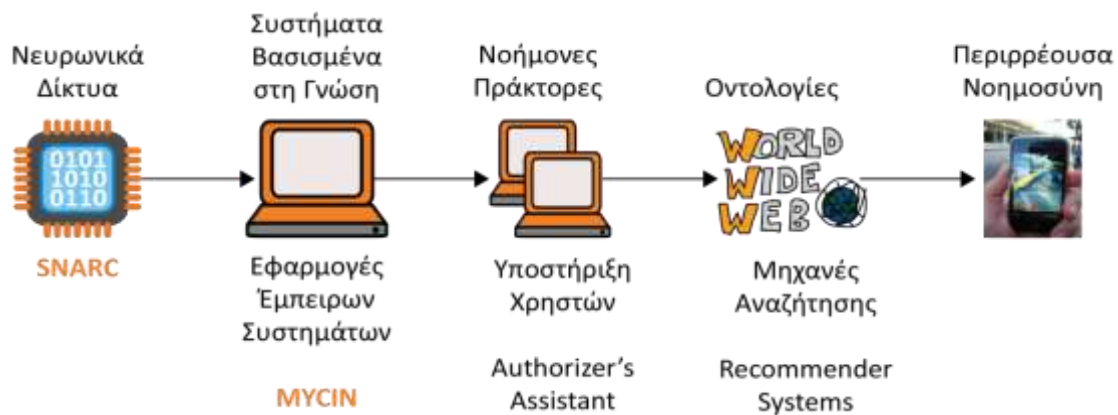 Νευρωνικά
Δίκτυα
0101
1010
0110
SNARC
Συστήματα
Βασισμένα
στη Γνώση
Εφαρμογές
Έμπειρων
Συστημάτων
MYCIN
Νοήμονες
Πράκτορες
Υποστήριξη
Χρηστών
Authorizer's
Assistant
Οντολογίες
WORLD
WIDE
WEB
Μηχανές
Αναζήτησης
Recommender
Systems
Περιρρέουσα
Νοημοσύνη